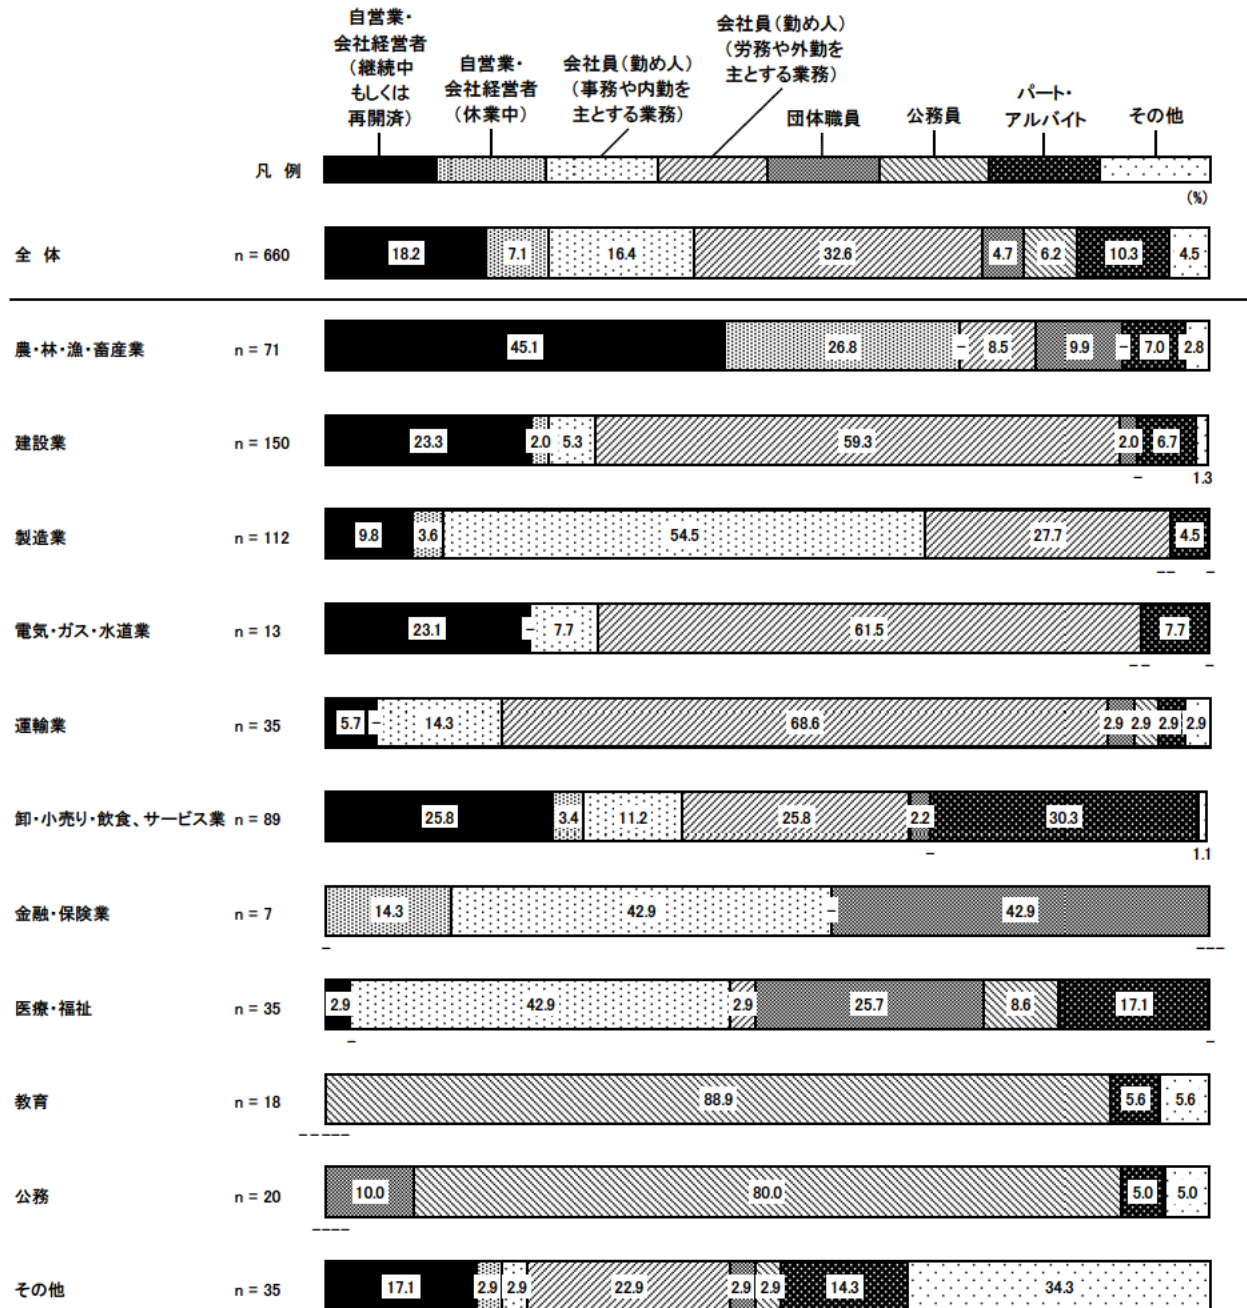 自営業・
会社経営者
（継続中
もしくは
再開済）
自営業・
会社経営者
（休業中）
会社員（勤め人）
（事務や内勤を
主とする業務）
会社員（勤め人）
（労務や外勤を
主とする業務）
団体職員
公務員
パート・
アルバイト
その他
凡 例
(%)
全 体 n = 660 18.2 7.1 16.4 32.6 4.7 6.2 10.3 4.5
農・林・漁・畜産業 n = 71 45.1 26.8 - 8.5 9.9 - 7.0 2.8
建設業 n = 150 23.3 2.0 5.3 59.3 2.0 6.7
- 1.3
製造業 n = 112 9.8 3.6 54.5 27.7 4.5
-- -
電気・ガス・水道業 n = 13 23.1 - 7.7 61.5 7.7
-- -
運輸業 n = 35 5.7 - 14.3 68.6 2.9 2.9 2.9 2.9
卸・小売り・飲食、サービス業 n = 89 25.8 3.4 11.2 25.8 2.2 30.3
- 1.1
金融・保険業 n = 7 14.3 42.9 - 42.9
- ---
医療・福祉 n = 35 2.9 42.9 2.9 25.7 8.6 17.1
- -
教育 n = 18 88.9 5.6 5.6
-----
公務 n = 20 10.0 80.0 5.0 5.0
----
その他 n = 35 17.1 2.9 2.9 22.9 2.9 2.9 14.3 34.3